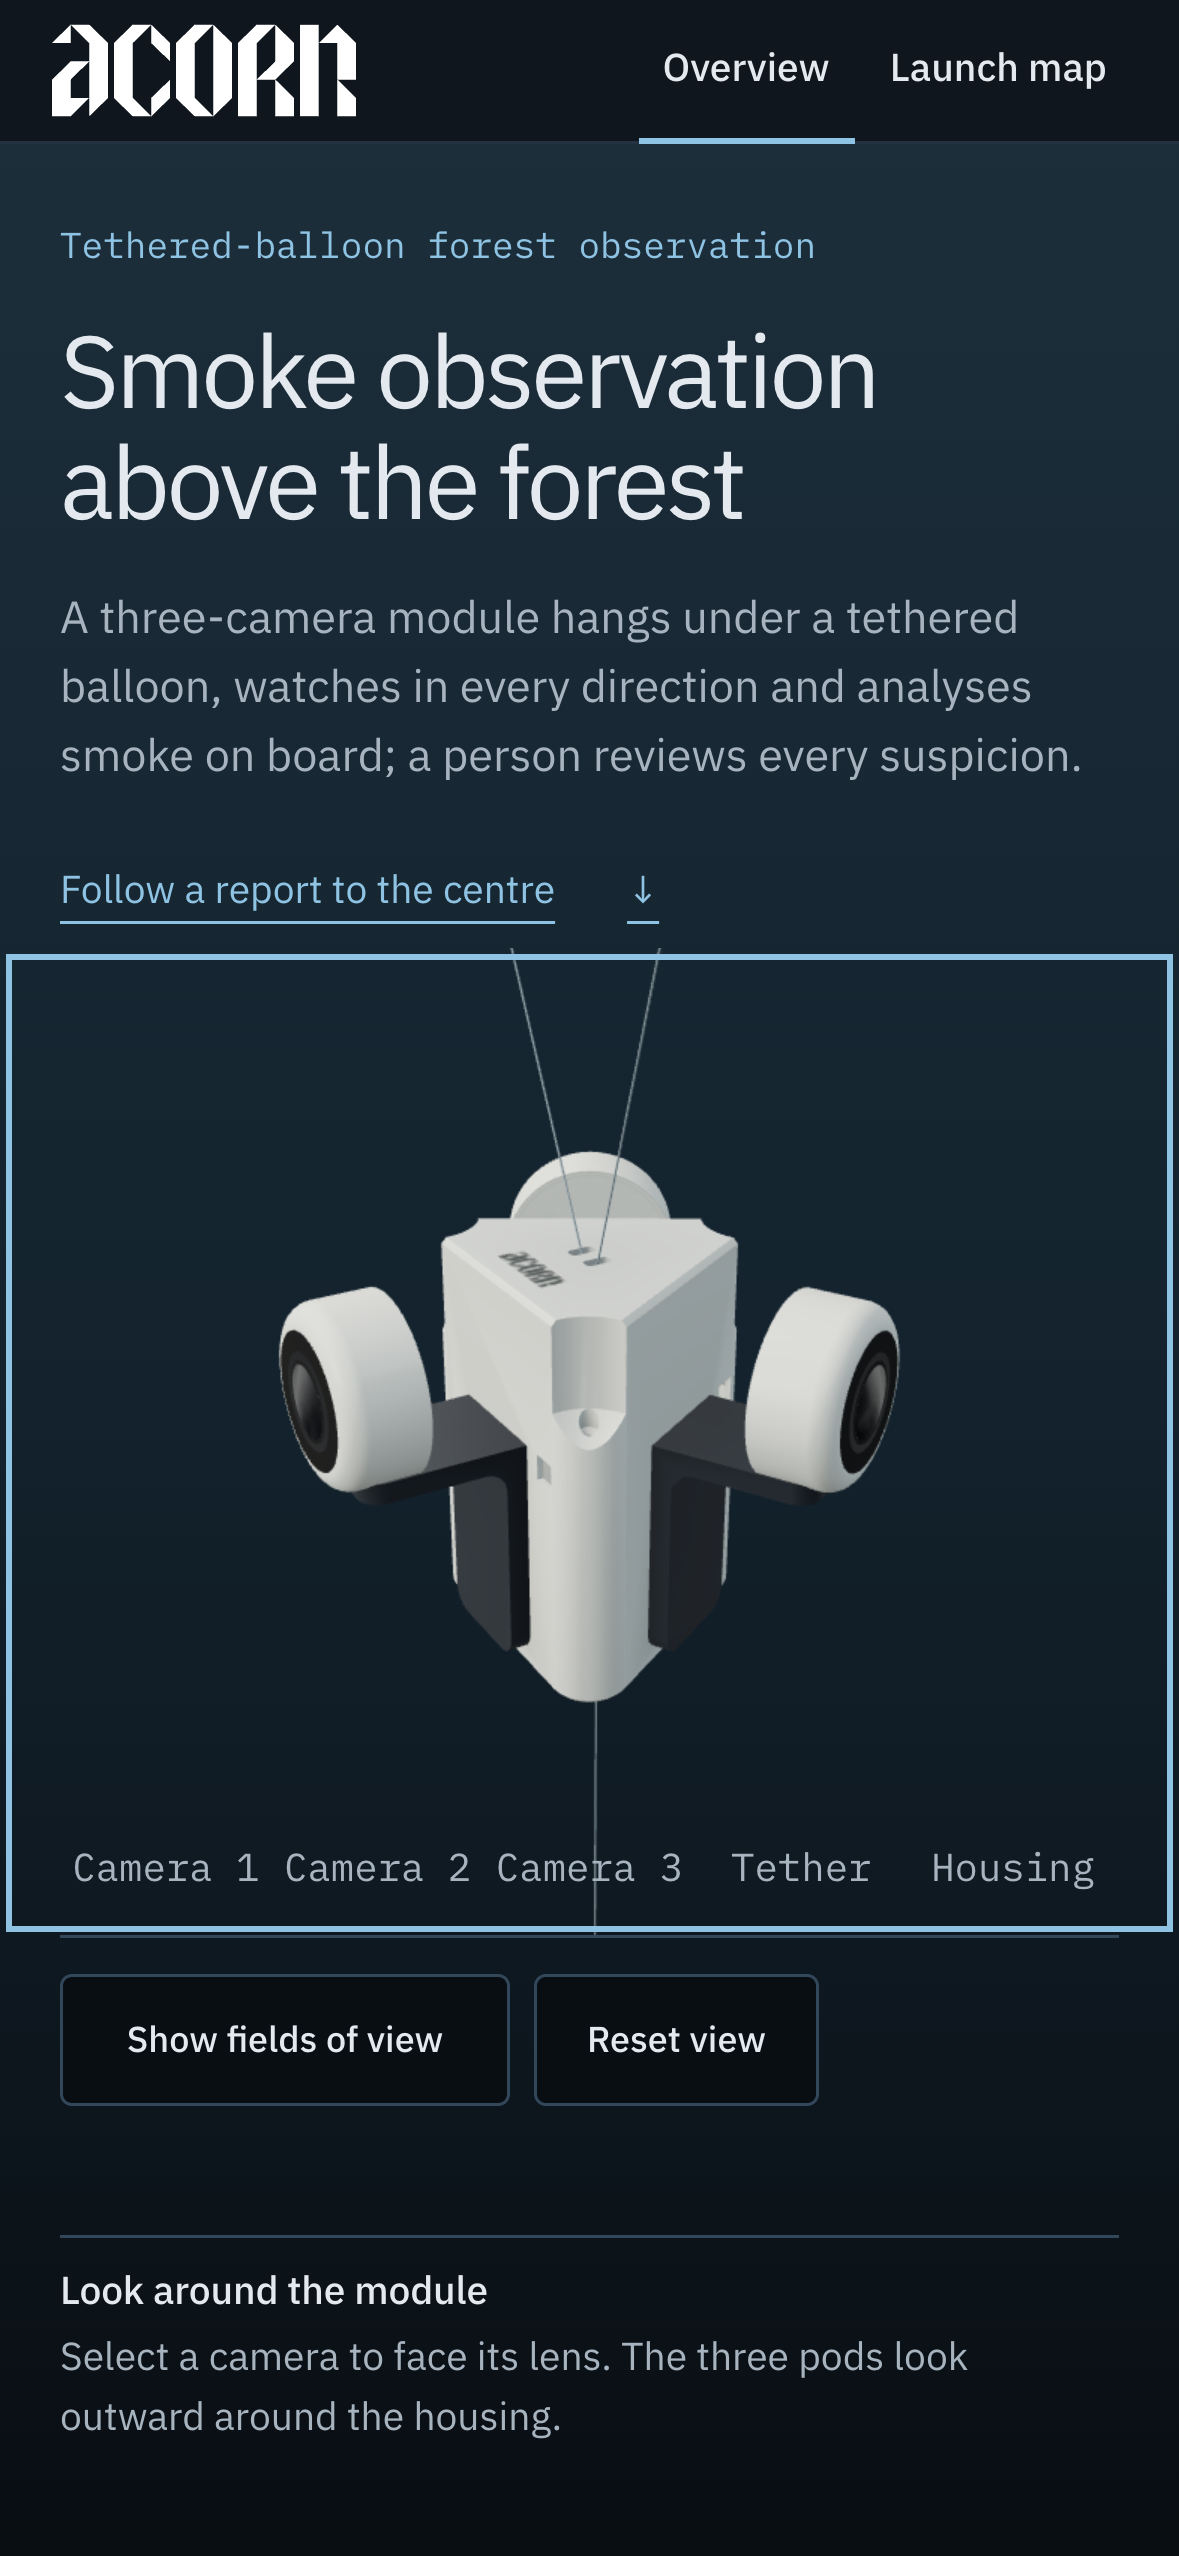 acorn
Overview Launch map
Tethered-balloon forest observation
Smoke observation
above the forest
A three-camera module hangs under a tethered
balloon, watches in every direction and analyses
smoke on board; a person reviews every suspicion.
Follow a report to the centre ↓
acorn
Camera 1 Camera 2 Camera 3 Tether Housing
Show fields of view Reset view
Look around the module
Select a camera to face its lens. The three pods look
outward around the housing.